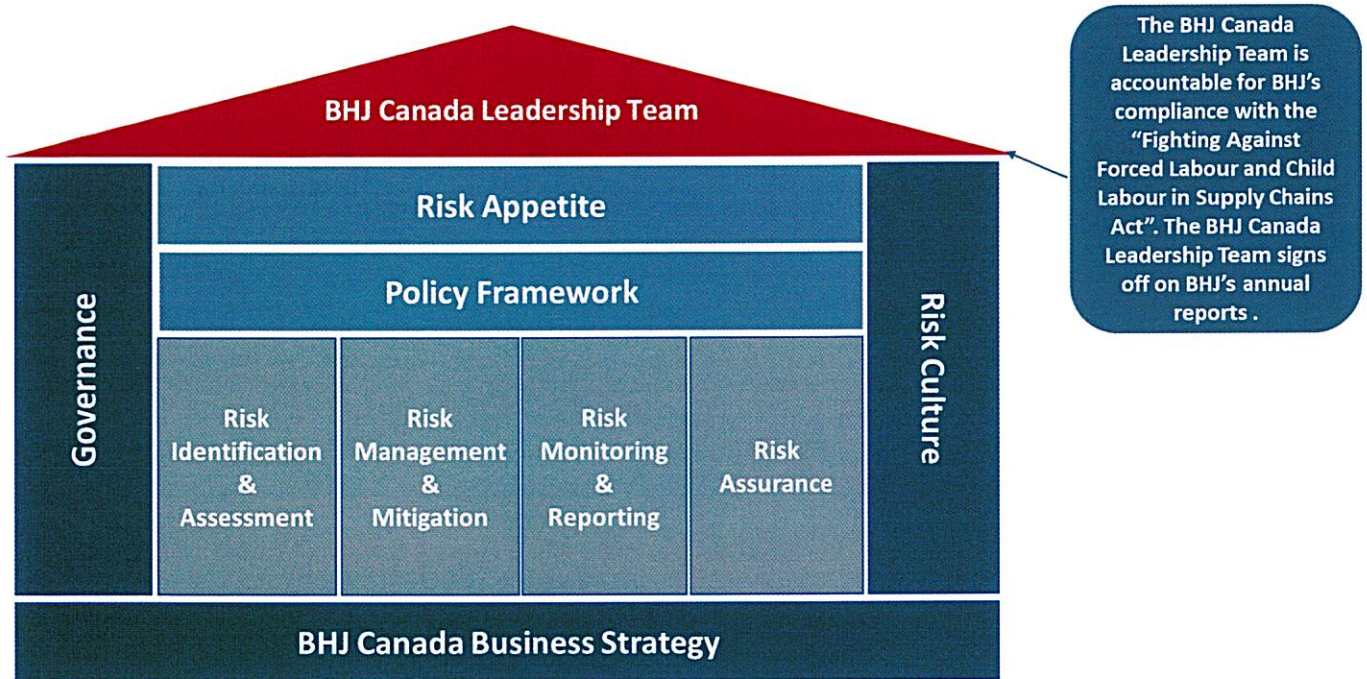 BHJ Canada Leadership Team
The BHJ Canada
Leadership Team is
accountable for BHJ's
compliance with the
“Fighting Against
Forced Labour and Child
Labour in Supply Chains
Act”. The BHJ Canada
Leadership Team signs
off on BHJ's annual
reports .
Governance
Risk Appetite
Policy Framework
Risk
Identification
&
Assessment
Risk
Management
&
Mitigation
Risk
Monitoring
&
Reporting
Risk
Assurance
Risk Culture
BHJ Canada Business Strategy